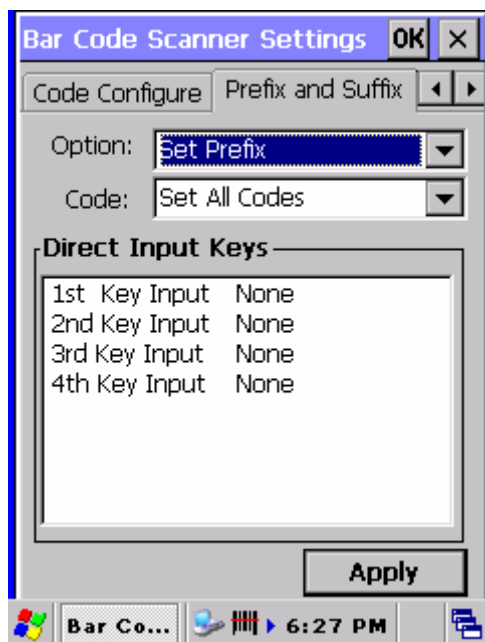 Bar Code Scanner Settings OK ×
Code Configure Prefix and Suffix
Option: Set Prefix
Code: Set All Codes
Direct Input Keys
1st Key Input None
2nd Key Input None
3rd Key Input None
4th Key Input None
Apply
Bar Co... 6:27 PM